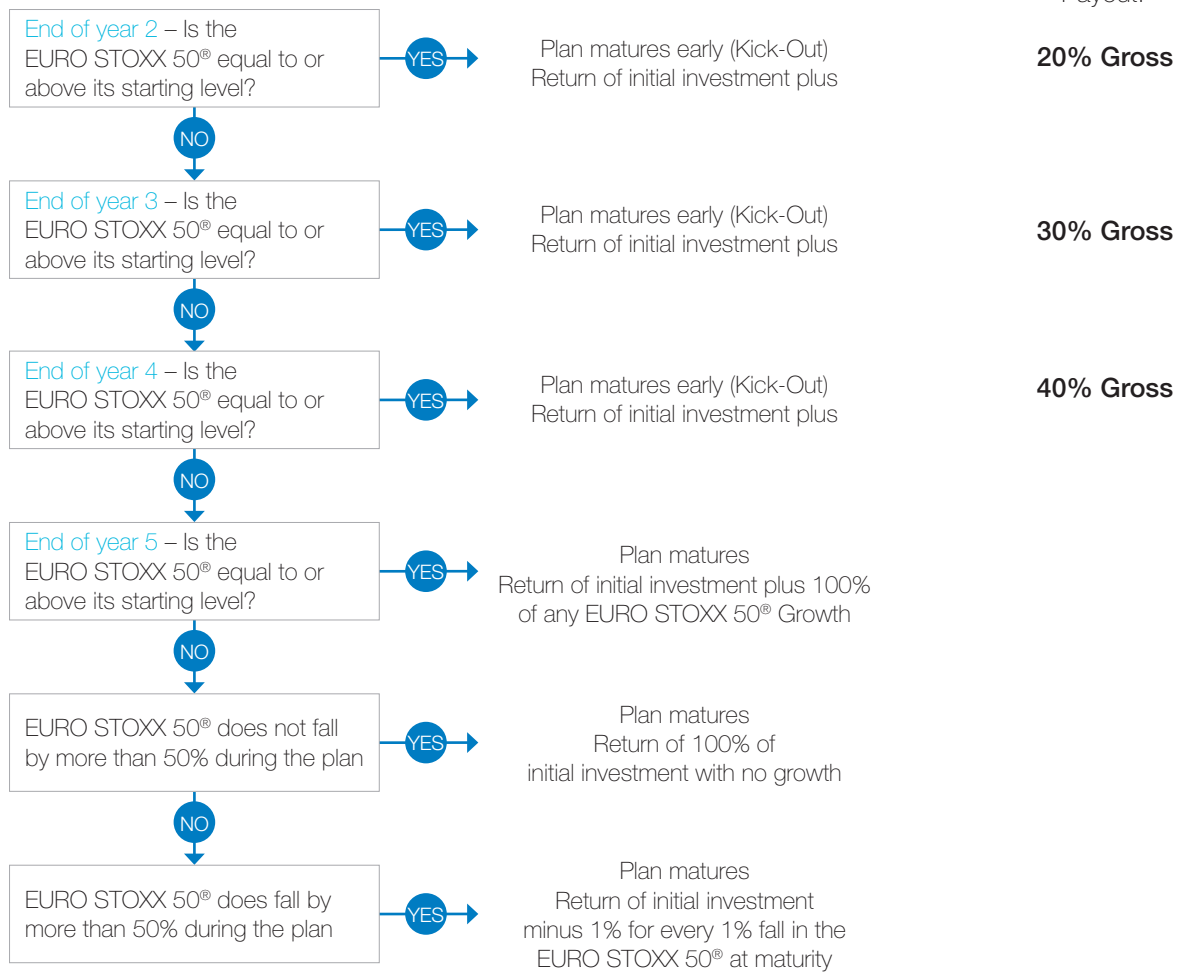 Payout:
End of year 2 – Is the
EURO STOXX 50® equal to or
above its starting level?
YES
Plan matures early (Kick-Out)
Return of initial investment plus
20% Gross
NO
End of year 3 – Is the
EURO STOXX 50® equal to or
above its starting level?
YES
Plan matures early (Kick-Out)
Return of initial investment plus
30% Gross
NO
End of year 4 – Is the
EURO STOXX 50® equal to or
above its starting level?
YES
Plan matures early (Kick-Out)
Return of initial investment plus
40% Gross
NO
End of year 5 – Is the
EURO STOXX 50® equal to or
above its starting level?
YES
Plan matures
Return of initial investment plus 100%
of any EURO STOXX 50® Growth
NO
EURO STOXX 50® does not fall
by more than 50% during the plan
YES
Plan matures
Return of 100% of
initial investment with no growth
NO
EURO STOXX 50® does fall by
more than 50% during the plan
YES
Plan matures
Return of initial investment
minus 1% for every 1% fall in the
EURO STOXX 50® at maturity